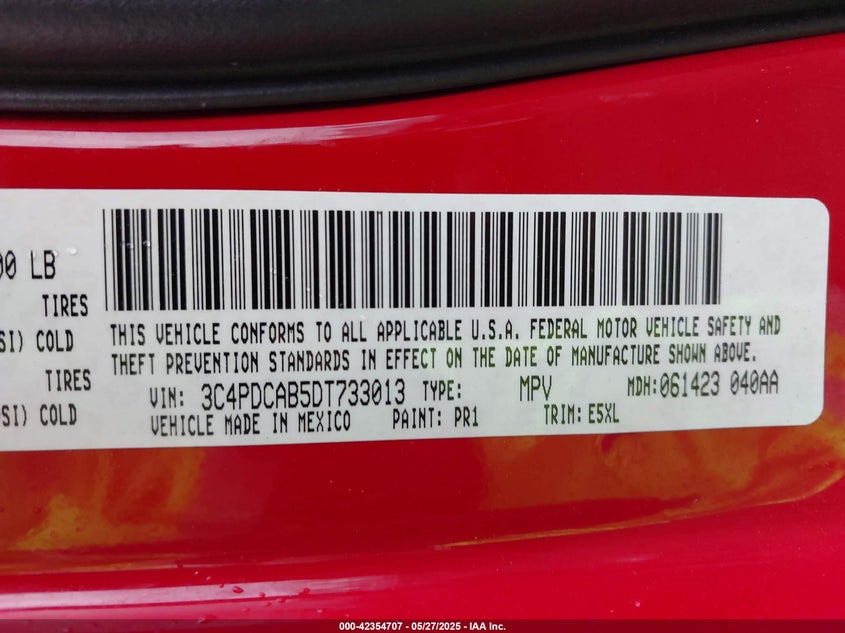 00 LB
TIRES
SI) COLD
TIRES
SI) COLD
THIS VEHICLE CONFORMS TO ALL APPLICABLE U.S.A. FEDERAL MOTOR VEHICLE SAFETY AND
THEFT PREVENTION STANDARDS IN EFFECT ON THE DATE OF MANUFACTURE SHOWN ABOVE.
VIN: 3C4PDCAB5DT733013 TYPE: MPV MDH:061423 040AA
VEHICLE MADE IN MEXICO PAINT: PR1 TRIM: E5XL
000-42354707 - 05/27/2025 - IAA Inc.